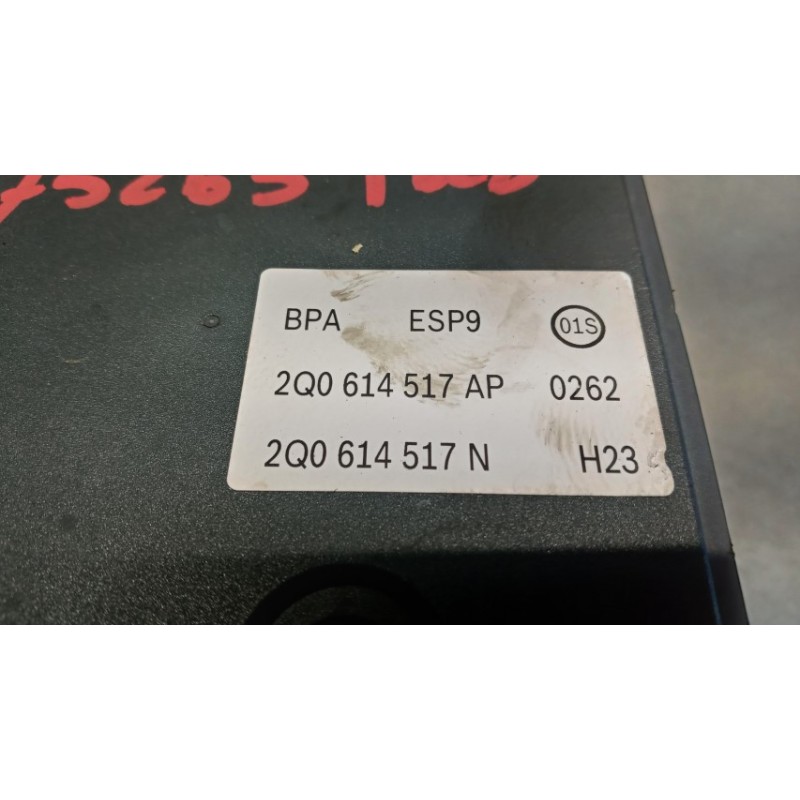 BPA ESP9 01S
2Q0 614 517 AP 0262
2Q0 614 517 N H23